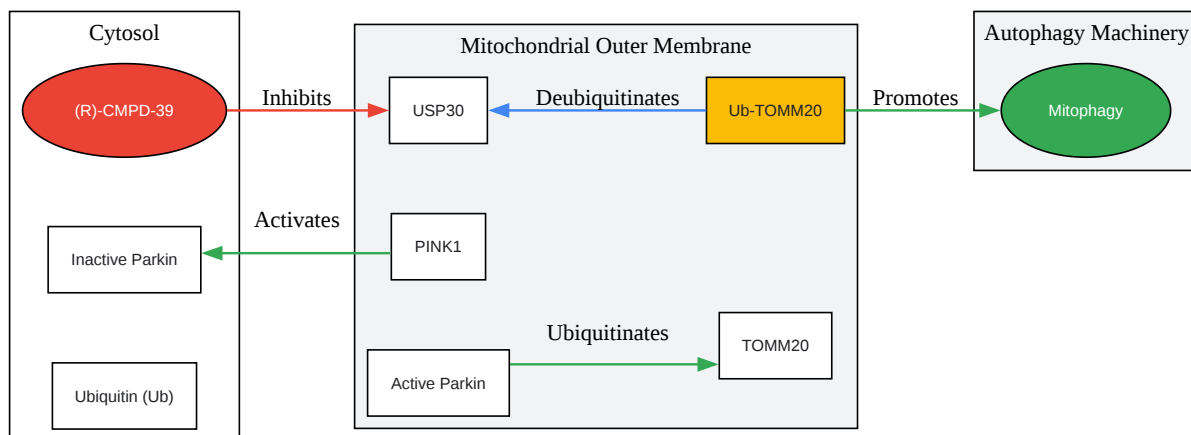 Cytosol
Mitochondrial Outer Membrane
Autophagy Machinery
(R)-CMPD-39
Inhibits
USP30
Deubiquitinates
Ub-TOMM20
Promotes
Mitophagy
Inactive Parkin
Activates
PINK1
Ubiquitin (Ub)
Active Parkin
Ubiquitinates
TOMM20